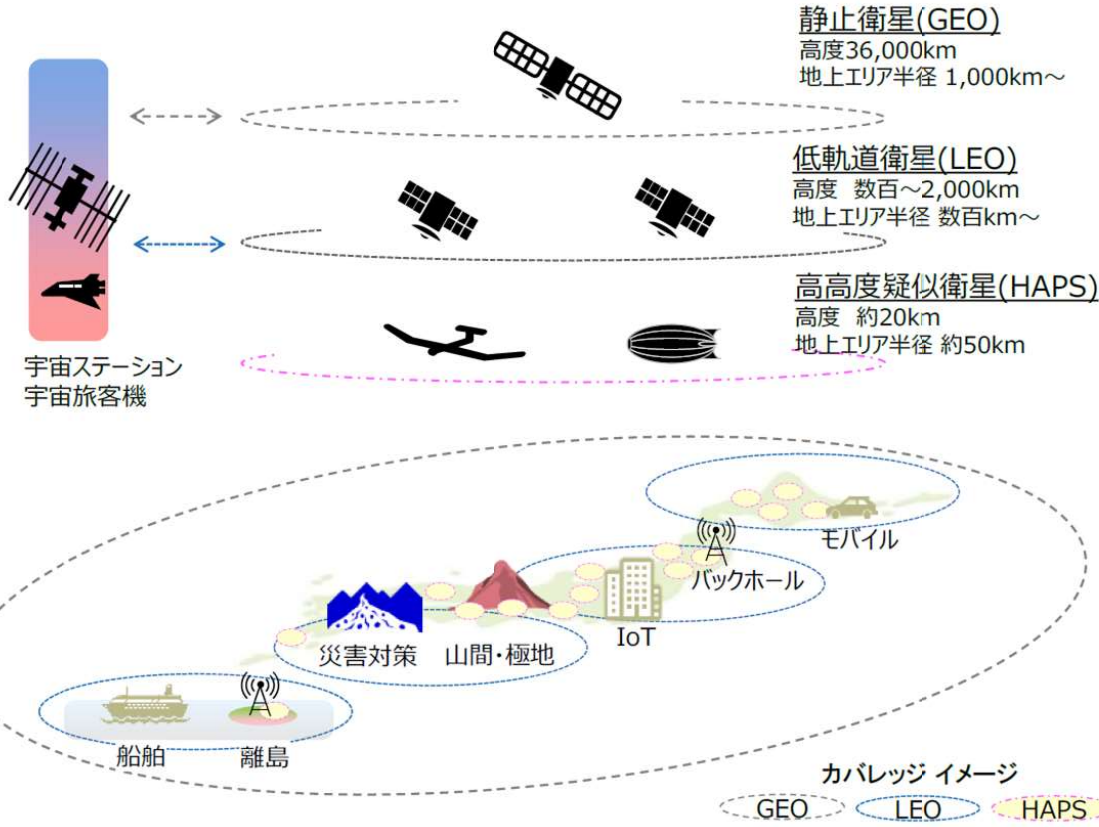 静止衛星(GEO)
高度36,000km
地上エリア半径 1,000km～
低軌道衛星(LEO)
高度 数百～2,000km
地上エリア半径 数百km～
高高度疑似衛星(HAPS)
高度 約20km
地上エリア半径 約50km
宇宙ステーション
宇宙旅客機
モバイル
バックホール
IoT
災害対策
山間・極地
船舶
離島
カバレッジ イメージ
GEO
LEO
HAPS